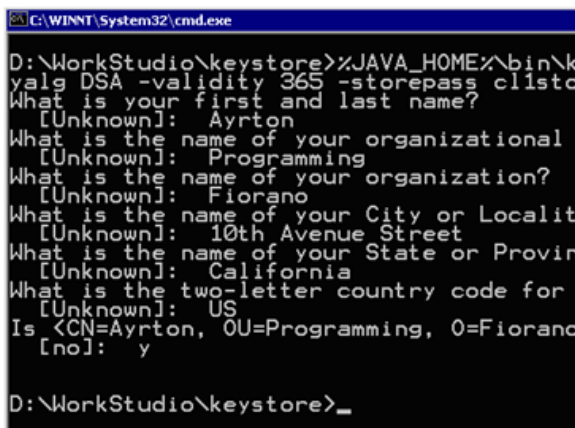 C:\WINNT\System32\cmd.exe
D:\WorkStudio\keystore>%JAVA_HOME%\bin\k
yalg DSA -validity 365 -storepass cl1stc
What is your first and last name?
[Unknown]: Ayrton
What is the name of your organizational
[Unknown]: Programming
What is the name of your organization?
[Unknown]: Fiorano
What is the name of your City or Localit
[Unknown]: 10th Avenue Street
What is the name of your State or Provin
[Unknown]: California
What is the two-letter country code for
[Unknown]: US
Is <CN=Ayrton, OU=Programming, O=Fiorano
[no]: y
D:\WorkStudio\keystore>_